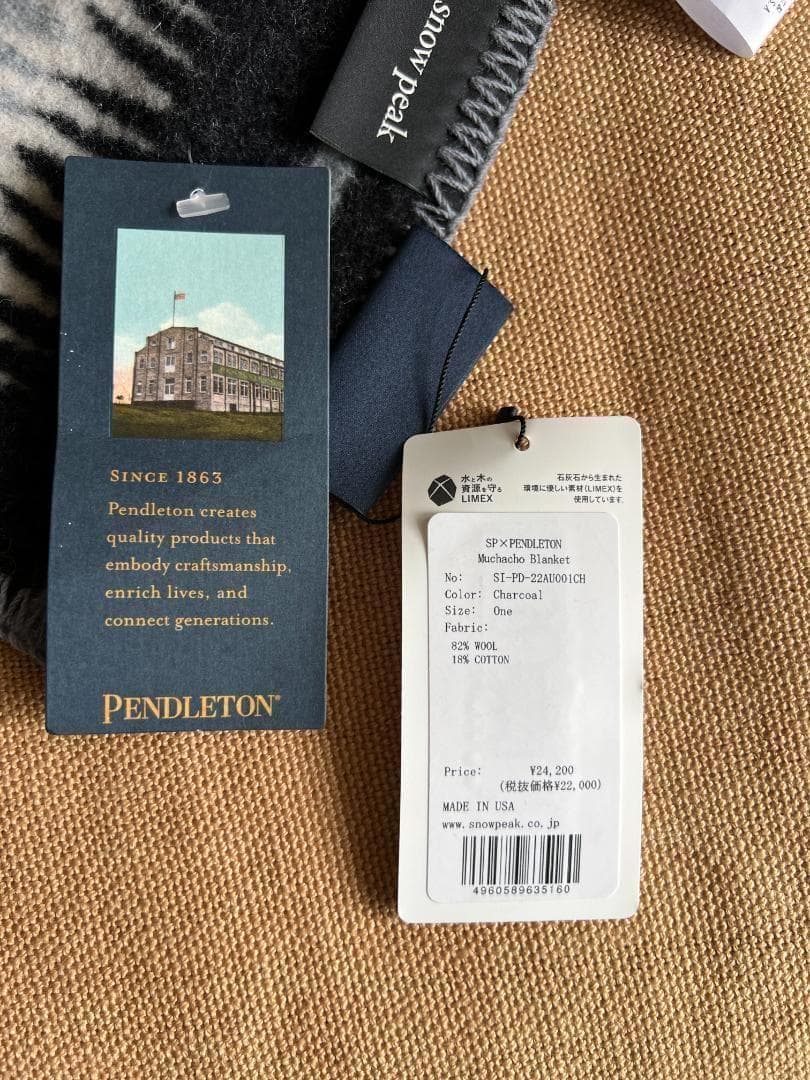 snow peak
SINCE 1863
Pendleton creates
quality products that
embody craftsmanship,
enrich lives, and
connect generations.
PENDLETON®
水と木の
資源を守る
LIMEX
石灰石から生まれた
環境に優しい素材(LIMEX)を
使用しています。
SP×PENDLETON
Muchacho Blanket
No: SI-PD-22AU001CH
Color: Charcoal
Size: One
Fabric:
82% WOOL
18% COTTON
Price: ¥24,200
(税抜価格¥22,000)
MADE IN USA
www.snowpeak.co.jp
4960589635160